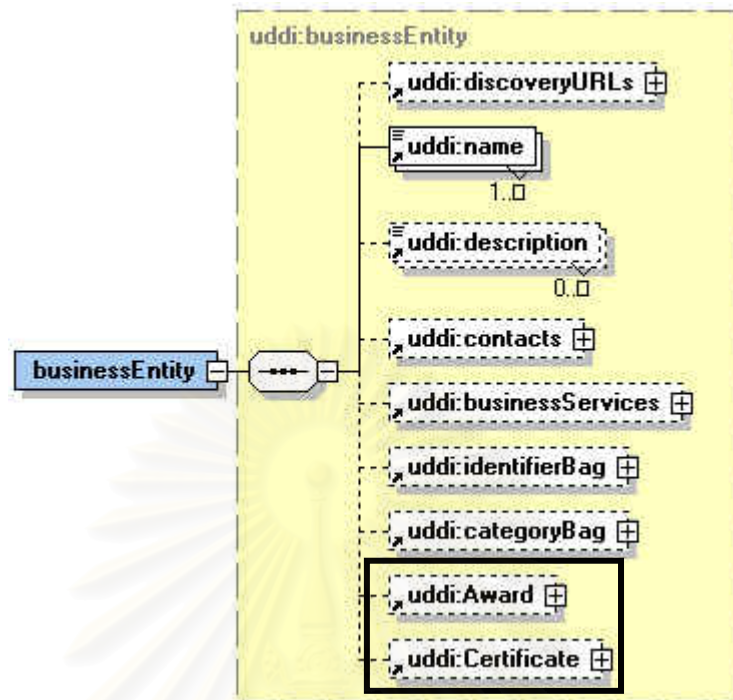 uddi:businessEntity
uddi:discoveryURLs
uddi:name
1..□
uddi:description
0..□
uddi:contacts
businessEntity
uddi:businessServices
uddi:identifierBag
uddi:categoryBag
uddi:Award
uddi:Certificate